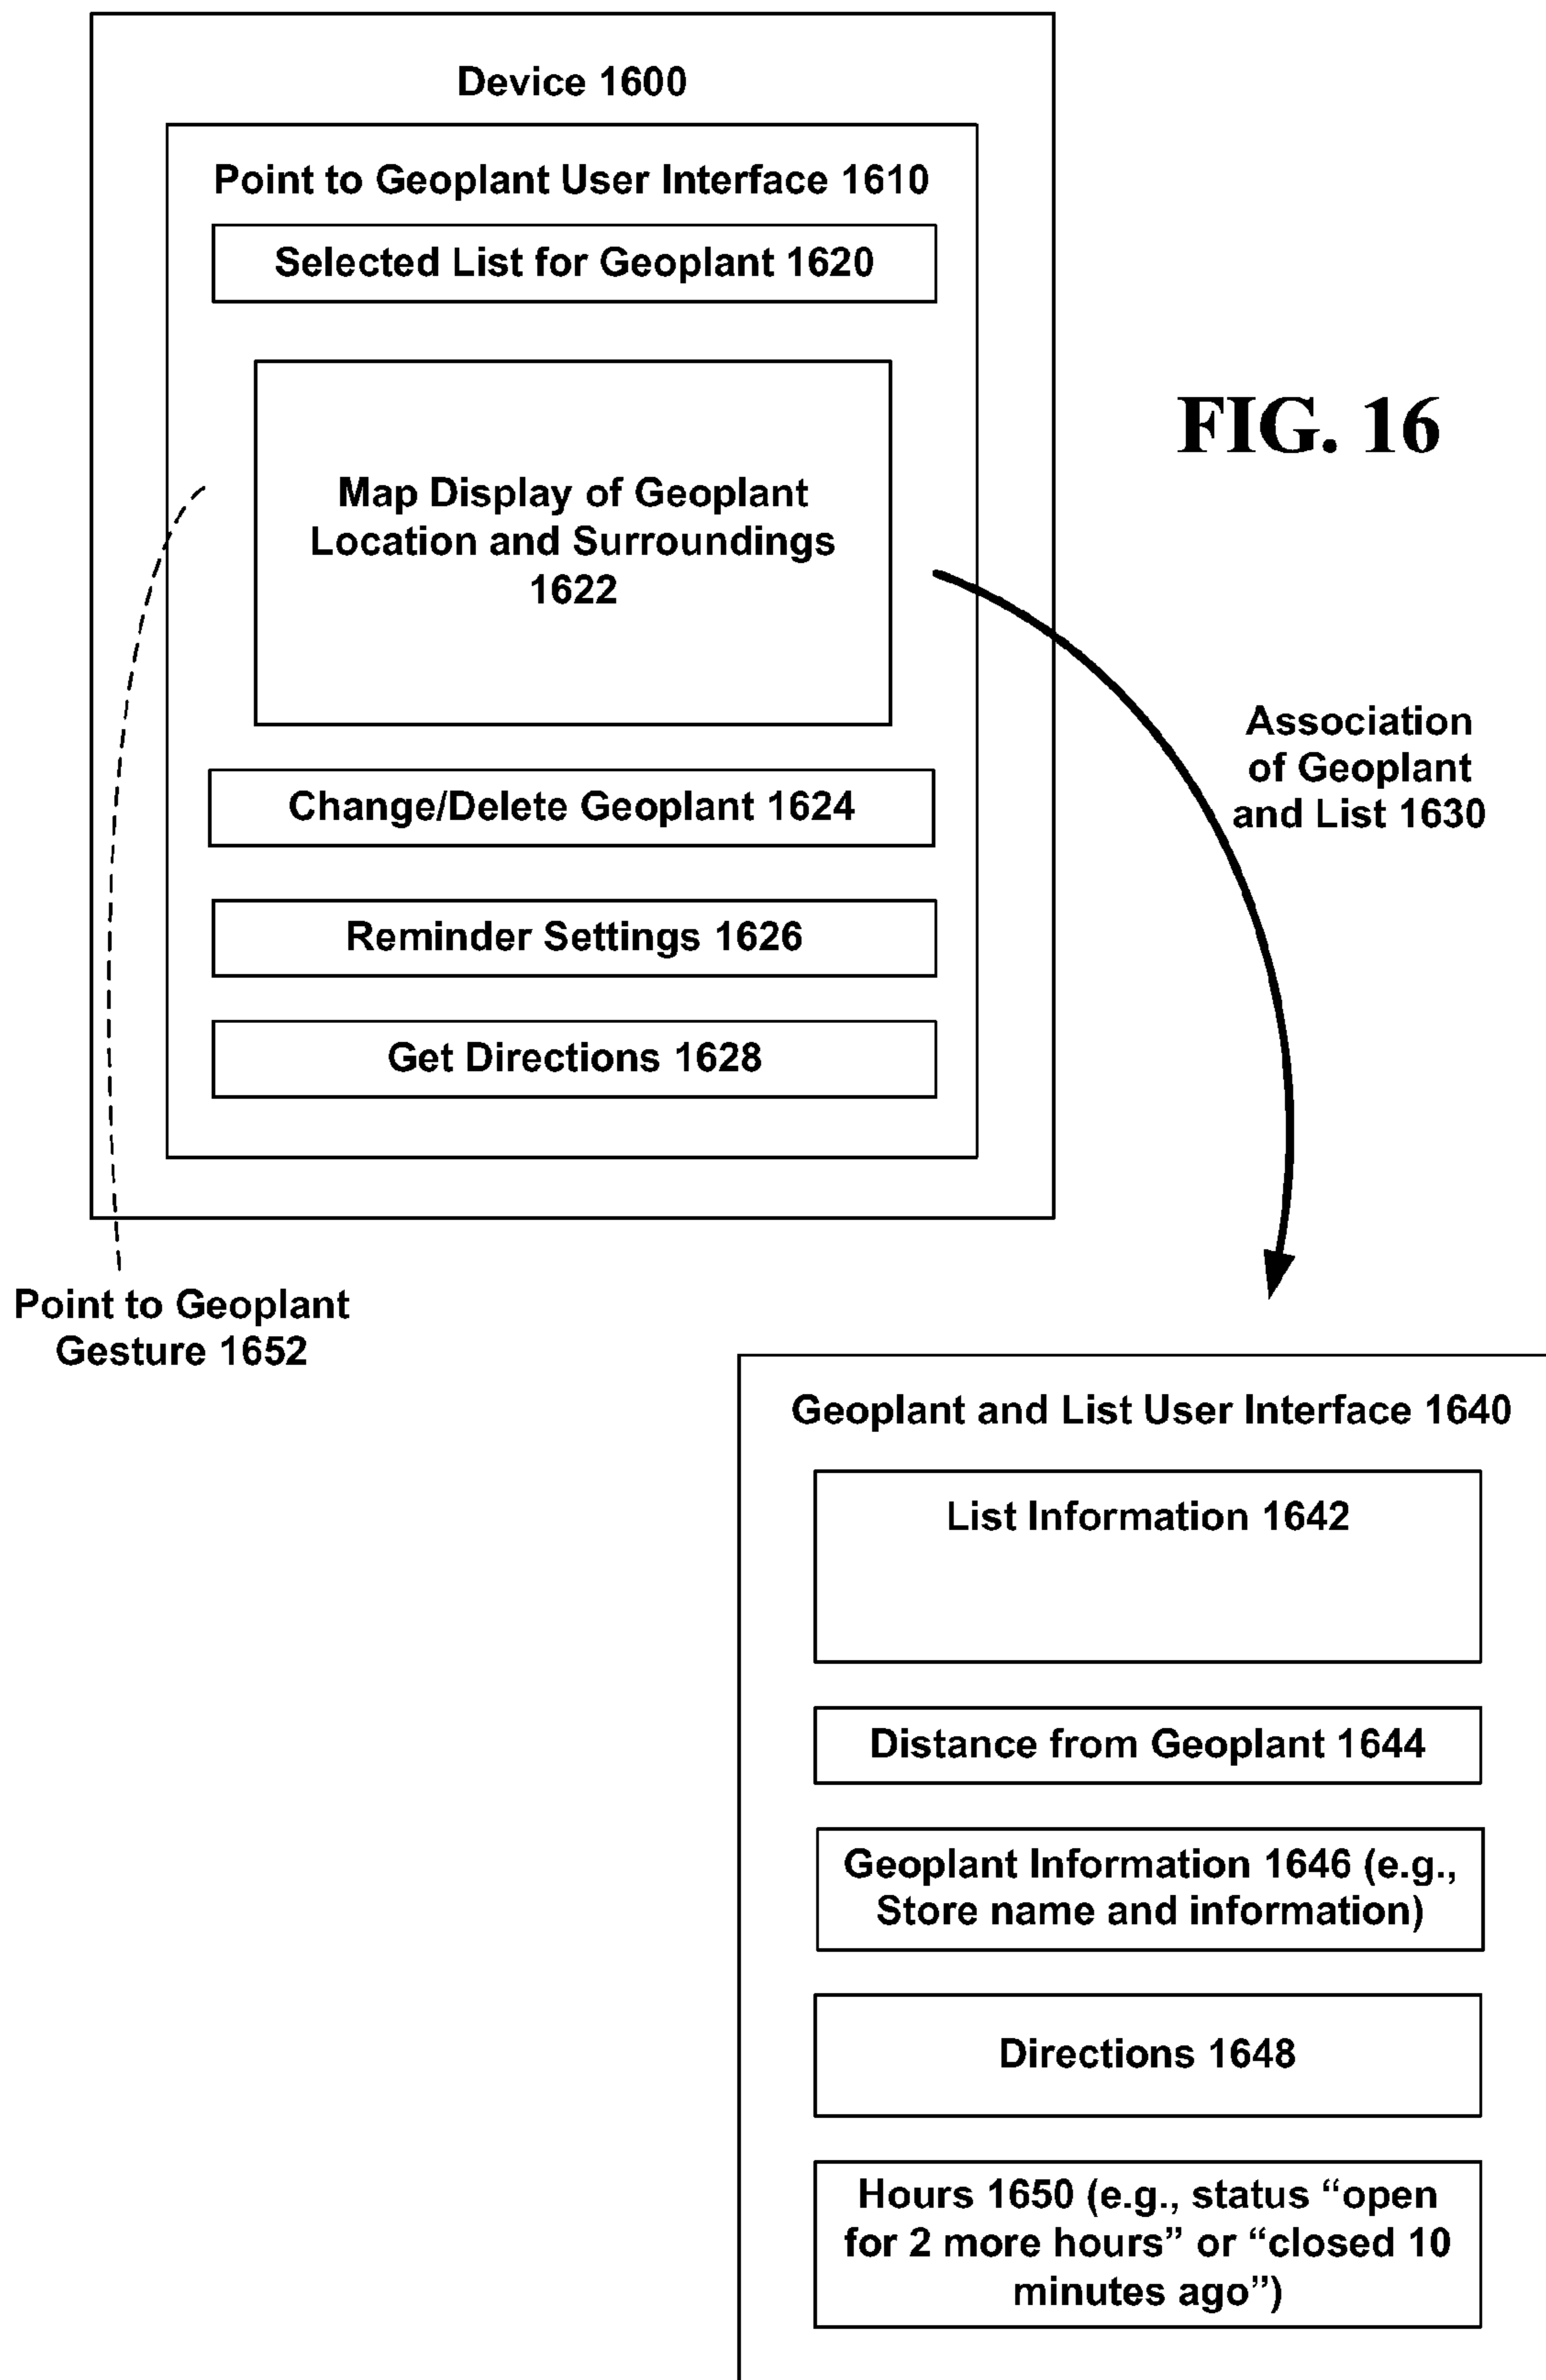 Device 1600
Point to Geoplant User Interface 1610
Selected List for Geoplant 1620
Map Display of Geoplant
Location and Surroundings
1622
FIG. 16
Association
of Geoplant
and List 1630
Change/Delete Geoplant 1624
Reminder Settings 1626
Get Directions 1628
Point to Geoplant
Gesture 1652
Geoplant and List User Interface 1640
List Information 1642
Distance from Geoplant 1644
Geoplant Information 1646 (e.g.,
Store name and information)
Directions 1648
Hours 1650 (e.g., status “open
for 2 more hours” or “closed 10
minutes ago”)